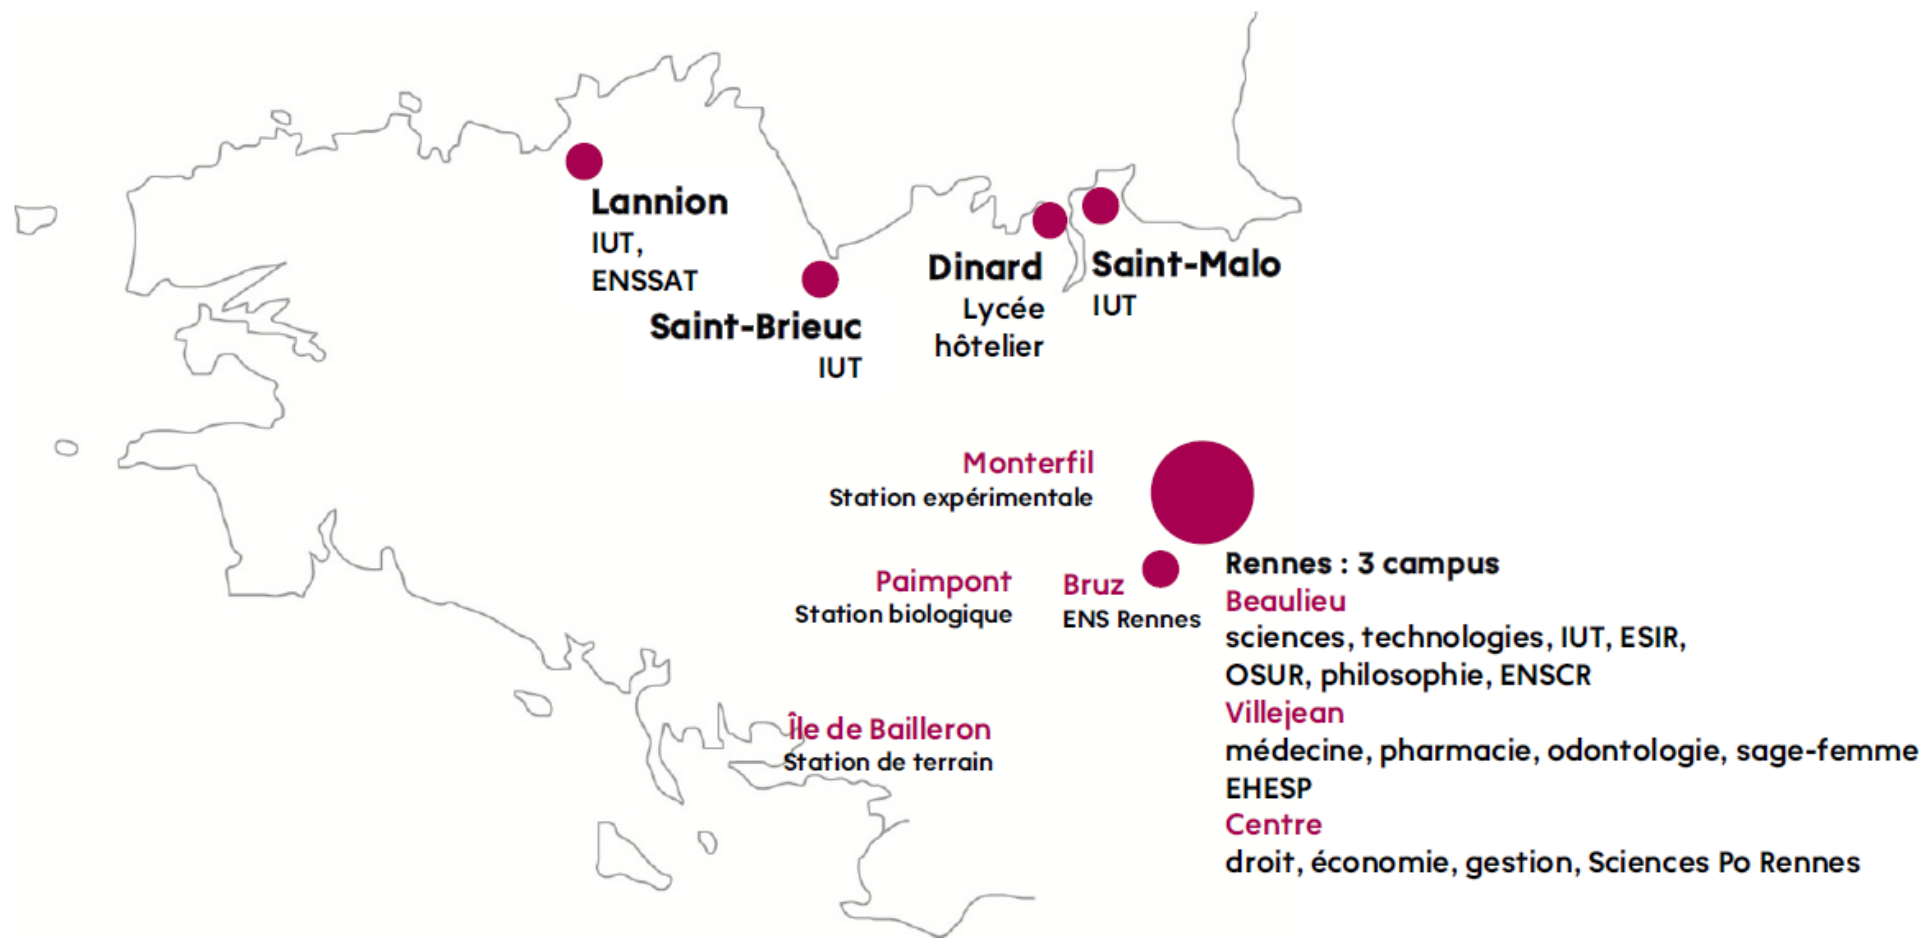 Lannion
IUT,
ENSSAT
Saint-Brieuc
IUT
Dinard
Lycée
hôtelier
Saint-Malo
IUT
Monterfil
Station expérimentale
Paimpont
Station biologique
Bruz
ENS Rennes
Rennes : 3 campus
Beaulieu
sciences, technologies, IUT, ESIR,
OSUR, philosophie, ENSCR
Villejean
médecine, pharmacie, odontologie, sage-femme
EHESP
Centre
droit, économie, gestion, Sciences Po Rennes
Île de Bailleron
Station de terrain